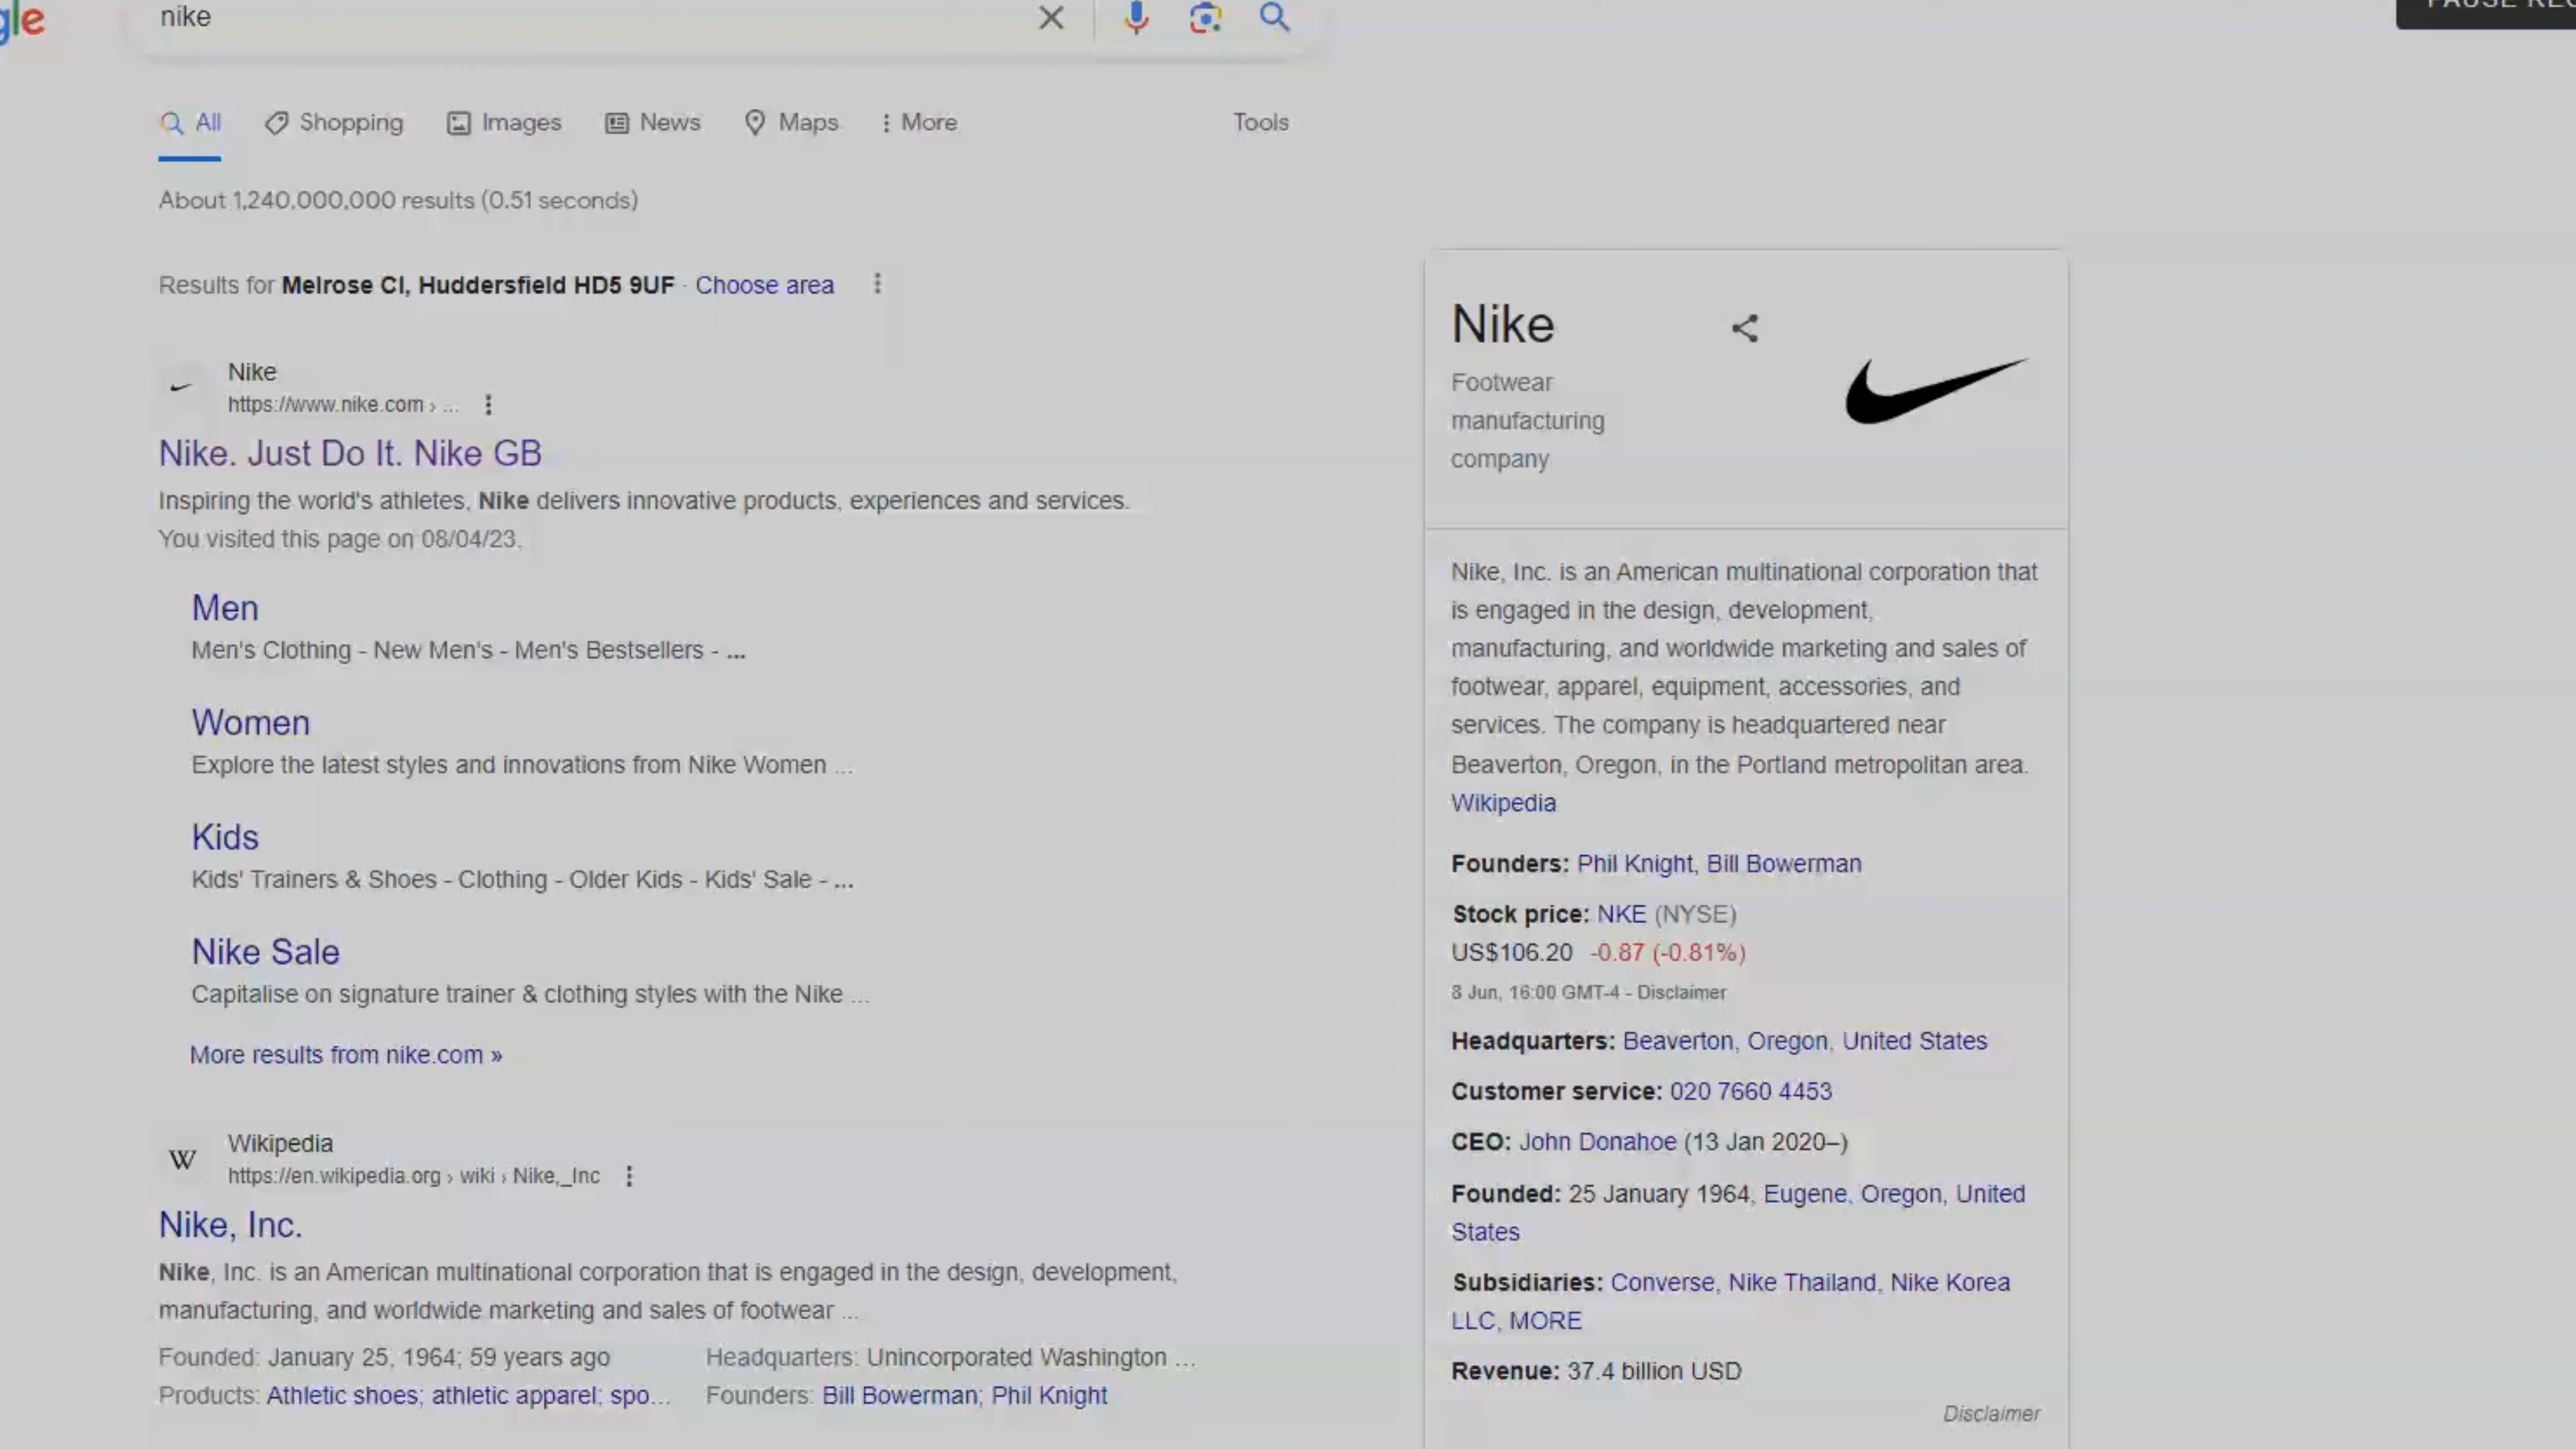 gle
nike
All
Shopping
Images
News
Maps
More
Tools
About 1,240,000,000 results (0.51 seconds)
Results for Melrose Cl, Huddersfield HD5 9UF · Choose area
Nike
https://www.nike.com › ...
Nike. Just Do It. Nike GB
Inspiring the world's athletes, Nike delivers innovative products, experiences and services.
You visited this page on 08/04/23.
Men
Men's Clothing - New Men's - Men's Bestsellers - ...
Women
Explore the latest styles and innovations from Nike Women ...
Kids
Kids' Trainers & Shoes - Clothing - Older Kids - Kids' Sale - ...
Nike Sale
Capitalise on signature trainer & clothing styles with the Nike ...
More results from nike.com »
W
Wikipedia
https://en.wikipedia.org › wiki › Nike,_Inc
Nike, Inc.
Nike, Inc. is an American multinational corporation that is engaged in the design, development,
manufacturing, and worldwide marketing and sales of footwear ...
Founded: January 25, 1964; 59 years ago
Headquarters: Unincorporated Washington ...
Products: Athletic shoes; athletic apparel; spo...
Founders: Bill Bowerman; Phil Knight
Nike
Footwear
manufacturing
company
Nike, Inc. is an American multinational corporation that
is engaged in the design, development,
manufacturing, and worldwide marketing and sales of
footwear, apparel, equipment, accessories, and
services. The company is headquartered near
Beaverton, Oregon, in the Portland metropolitan area.
Wikipedia
Founders: Phil Knight, Bill Bowerman
Stock price: NKE (NYSE)
US$106.20 -0.87 (-0.81%)
8 Jun, 16:00 GMT-4 - Disclaimer
Headquarters: Beaverton, Oregon, United States
Customer service: 020 7660 4453
CEO: John Donahoe (13 Jan 2020–)
Founded: 25 January 1964, Eugene, Oregon, United
States
Subsidiaries: Converse, Nike Thailand, Nike Korea
LLC, MORE
Revenue: 37.4 billion USD
Disclaimer